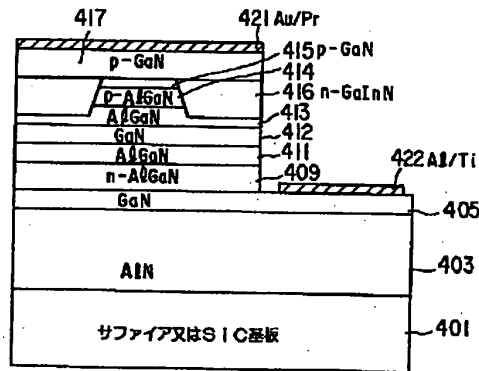 417
421 Au/Pr
p-GaN
415 p-GaN
414
p-AlGaN
416 n-GaInN
AlGaN
413
GaN
412
AlGaN
411
n-AlGaN
409
422 Al/Ti
GaN
405
AlN
403
サファイア又はSiC基板
401